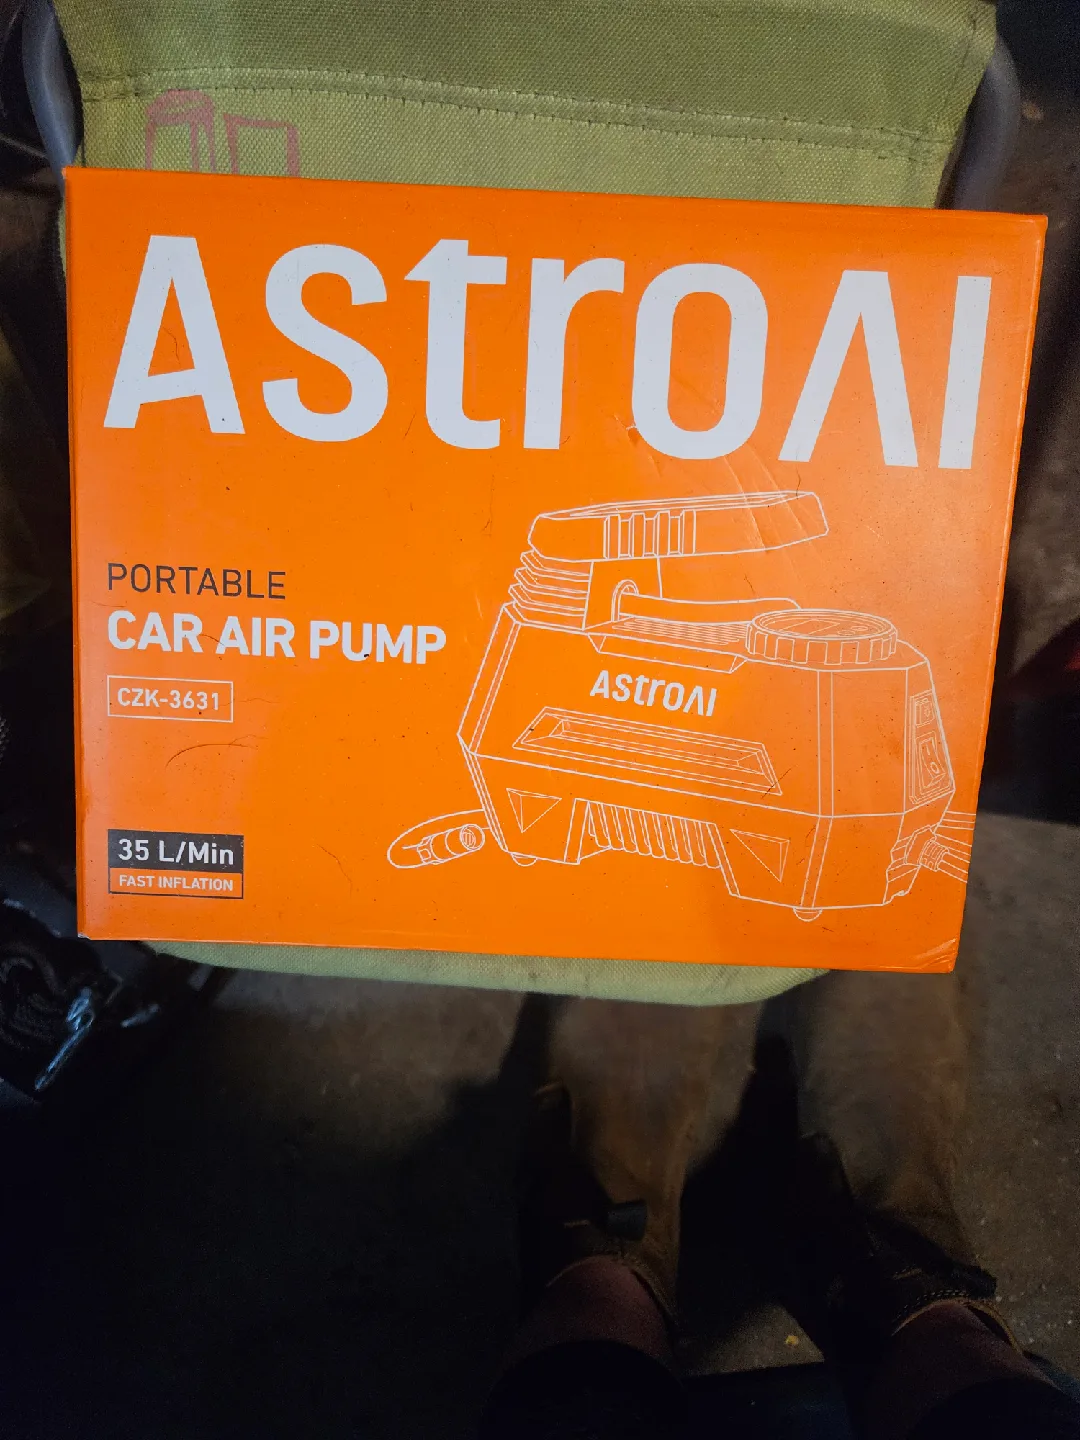 AstroAI
PORTABLE
CAR AIR PUMP
CZK-3631
AstroAI
35 L/Min
FAST INFLATION